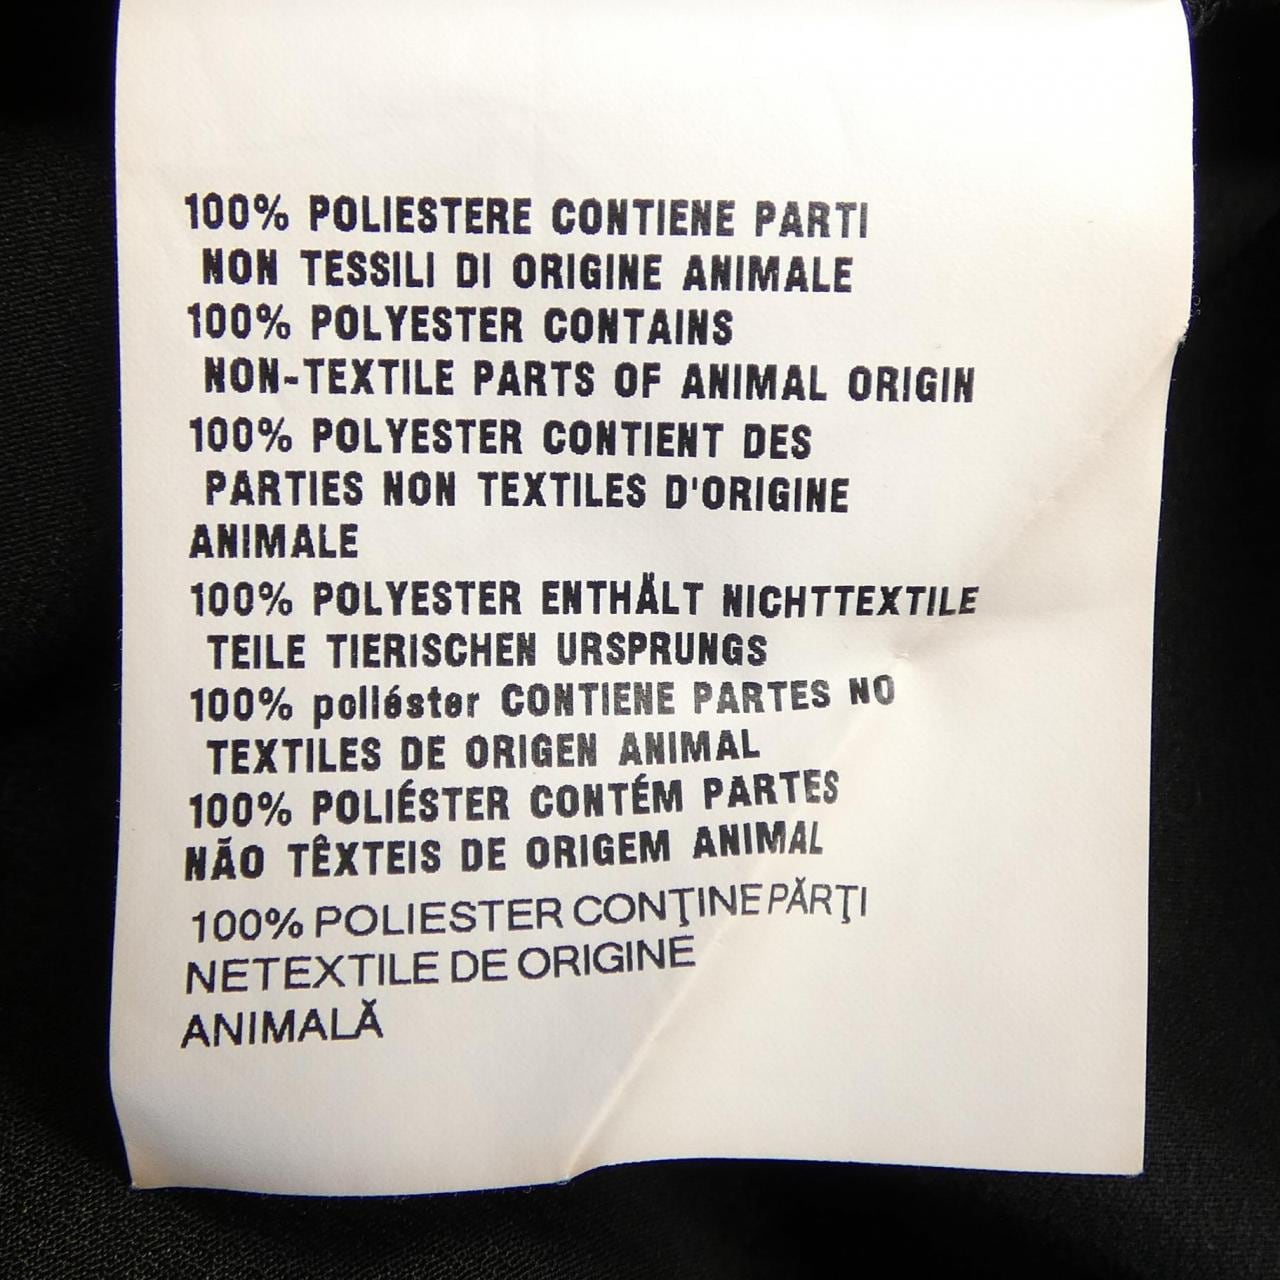 100% POLIESTERE CONTIENE PARTI
NON TESSILI DI ORIGINE ANIMALE
100% POLYESTER CONTAINS
NON-TEXTILE PARTS OF ANIMAL ORIGIN
100% POLYESTER CONTIENT DES
PARTIES NON TEXTILES D'ORIGINE
ANIMALE
100% POLYESTER ENTHÄLT NICHTTEXTILE
TEILE TIERISCHEN URSPRUNGS
100% poliéster CONTIENE PARTES NO
TEXTILES DE ORIGEN ANIMAL
100% POLIÉSTER CONTÉM PARTES
NÃO TÊXTEIS DE ORIGEM ANIMAL
100% POLIESTER CONŢINE PĂRŢI
NETEXTILE DE ORIGINE
ANIMALĂ